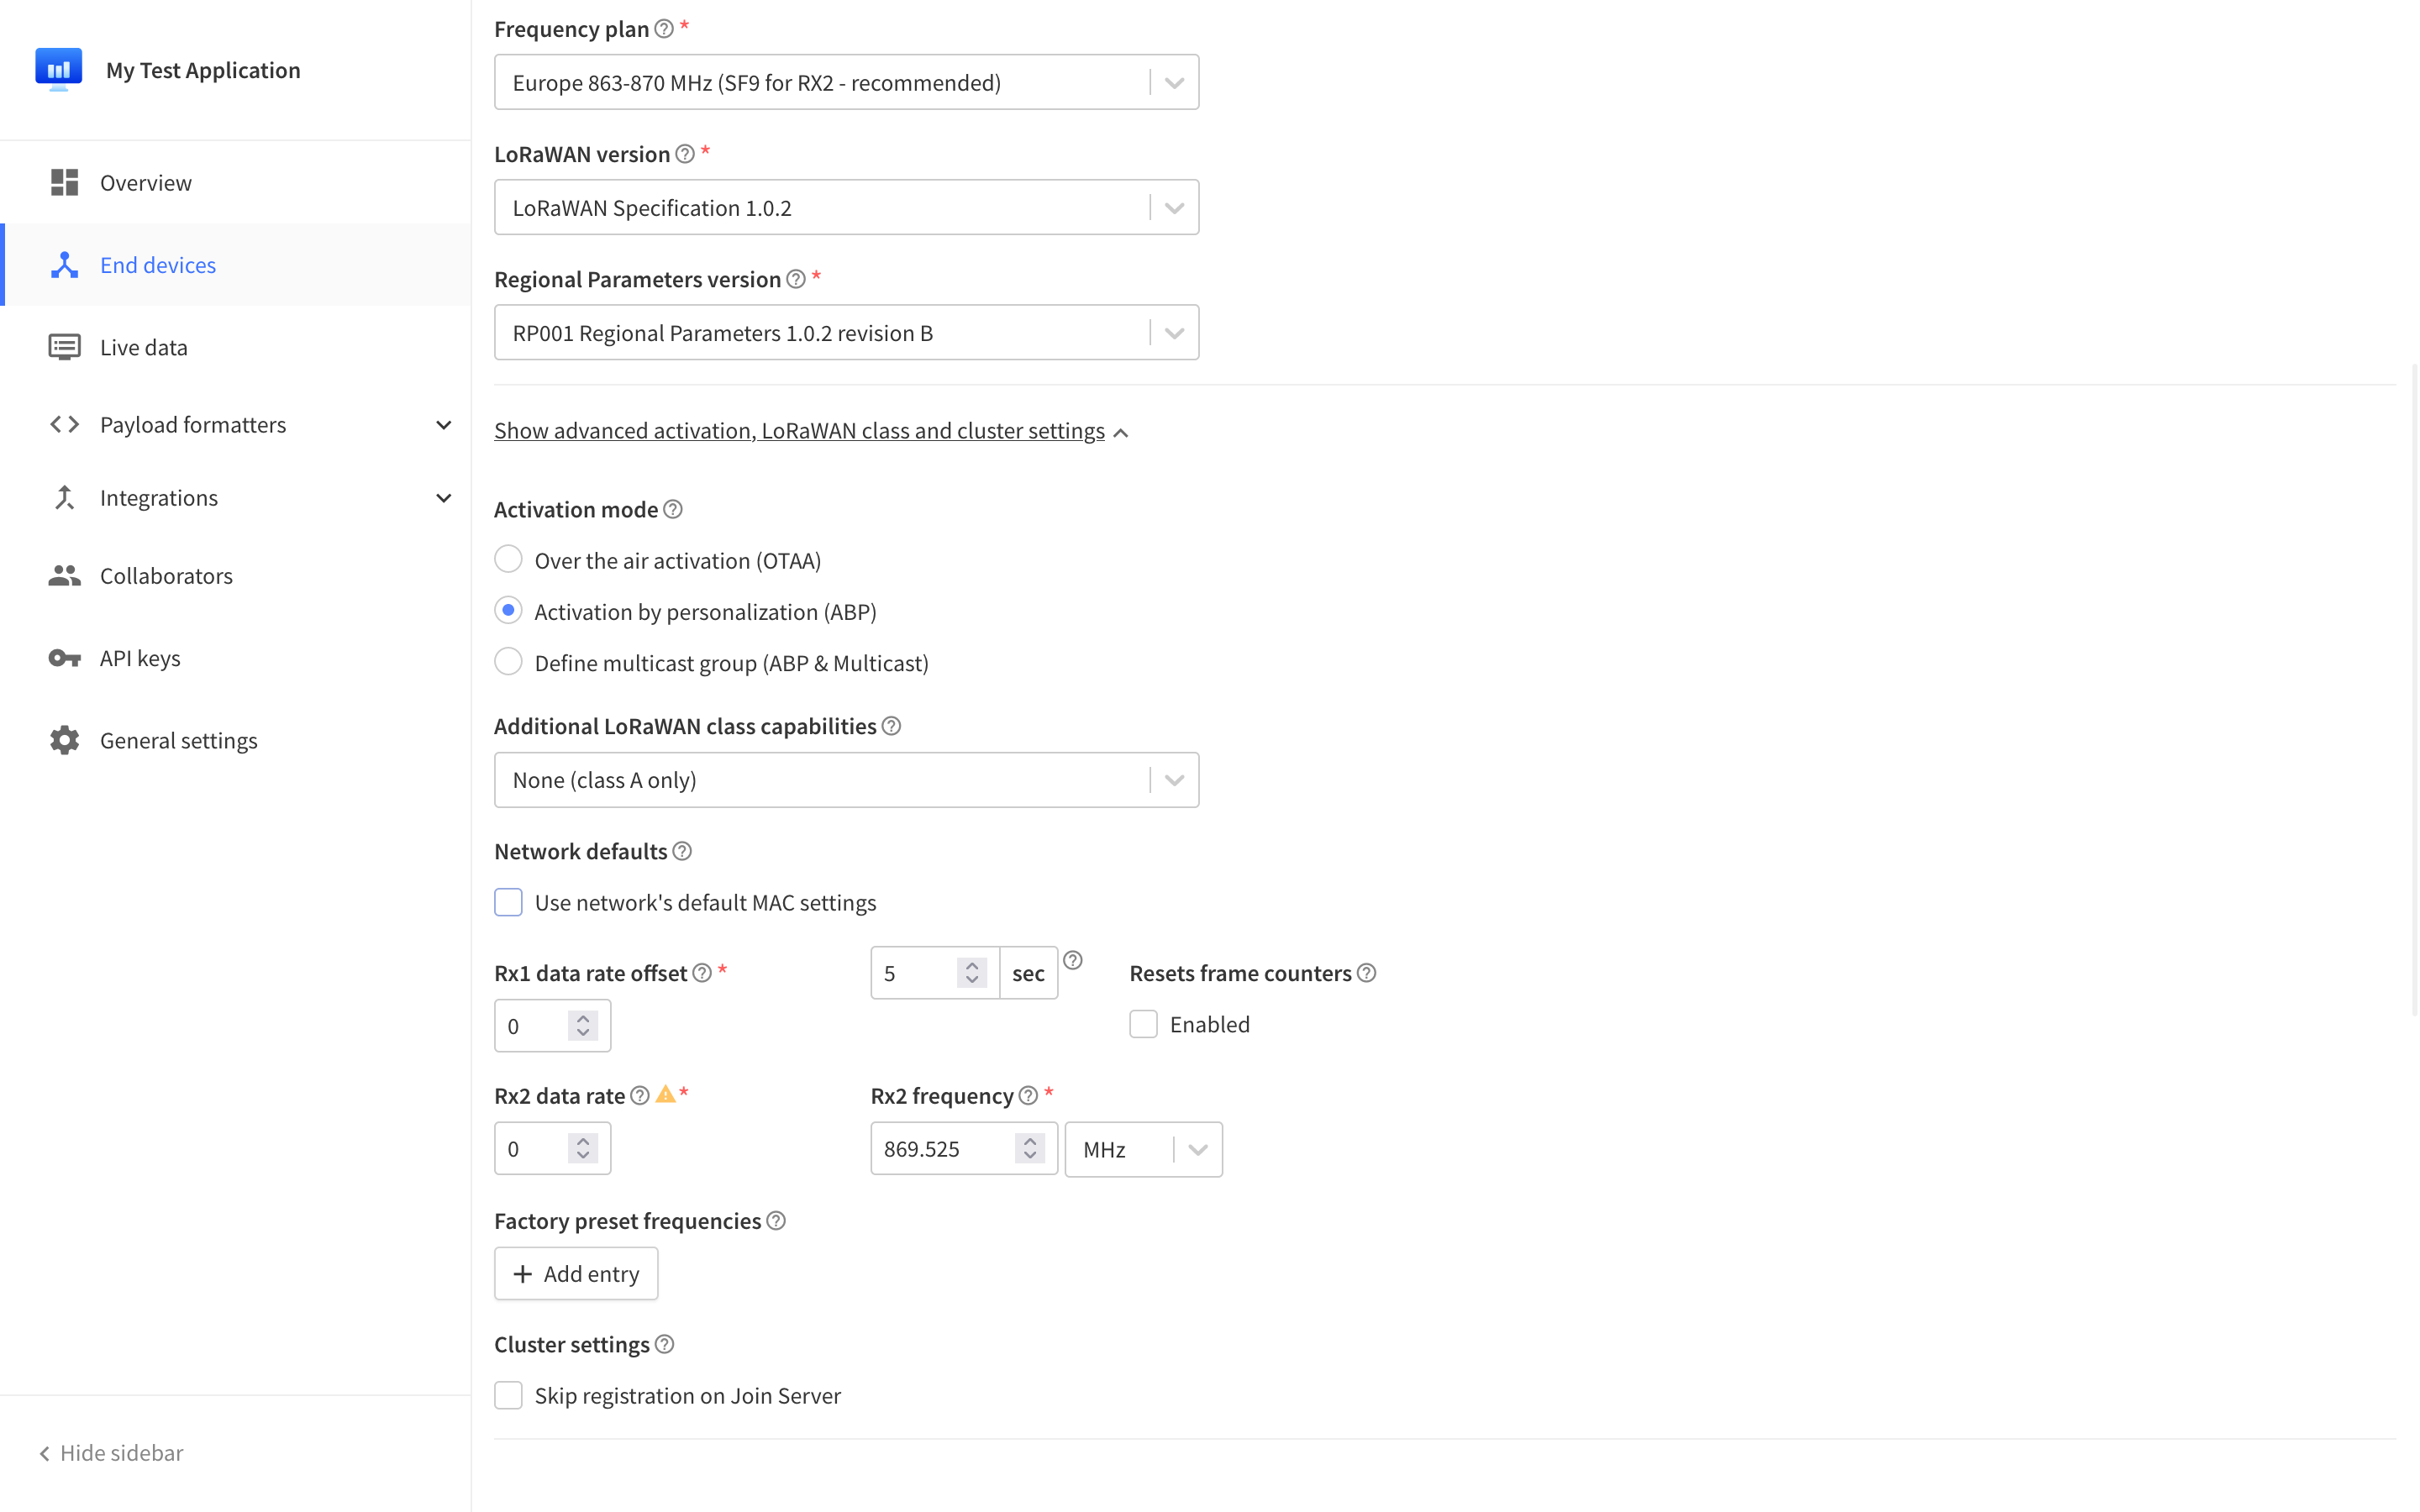 My Test Application
Overview
End devices
Live data
Payload formatters
Integrations
Collaborators
API keys
General settings
Hide sidebar
Frequency plan *
Europe 863-870 MHz (SF9 for RX2 - recommended)
LoRaWAN version *
LoRaWAN Specification 1.0.2
Regional Parameters version *
RP001 Regional Parameters 1.0.2 revision B
Show advanced activation, LoRaWAN class and cluster settings
Activation mode
Over the air activation (OTAA)
Activation by personalization (ABP)
Define multicast group (ABP & Multicast)
Additional LoRaWAN class capabilities
None (class A only)
Network defaults
Use network's default MAC settings
Rx1 data rate offset *
0
5 sec
Resets frame counters
Enabled
Rx2 data rate *
0
Rx2 frequency *
869.525 MHz
Factory preset frequencies
+ Add entry
Cluster settings
Skip registration on Join Server